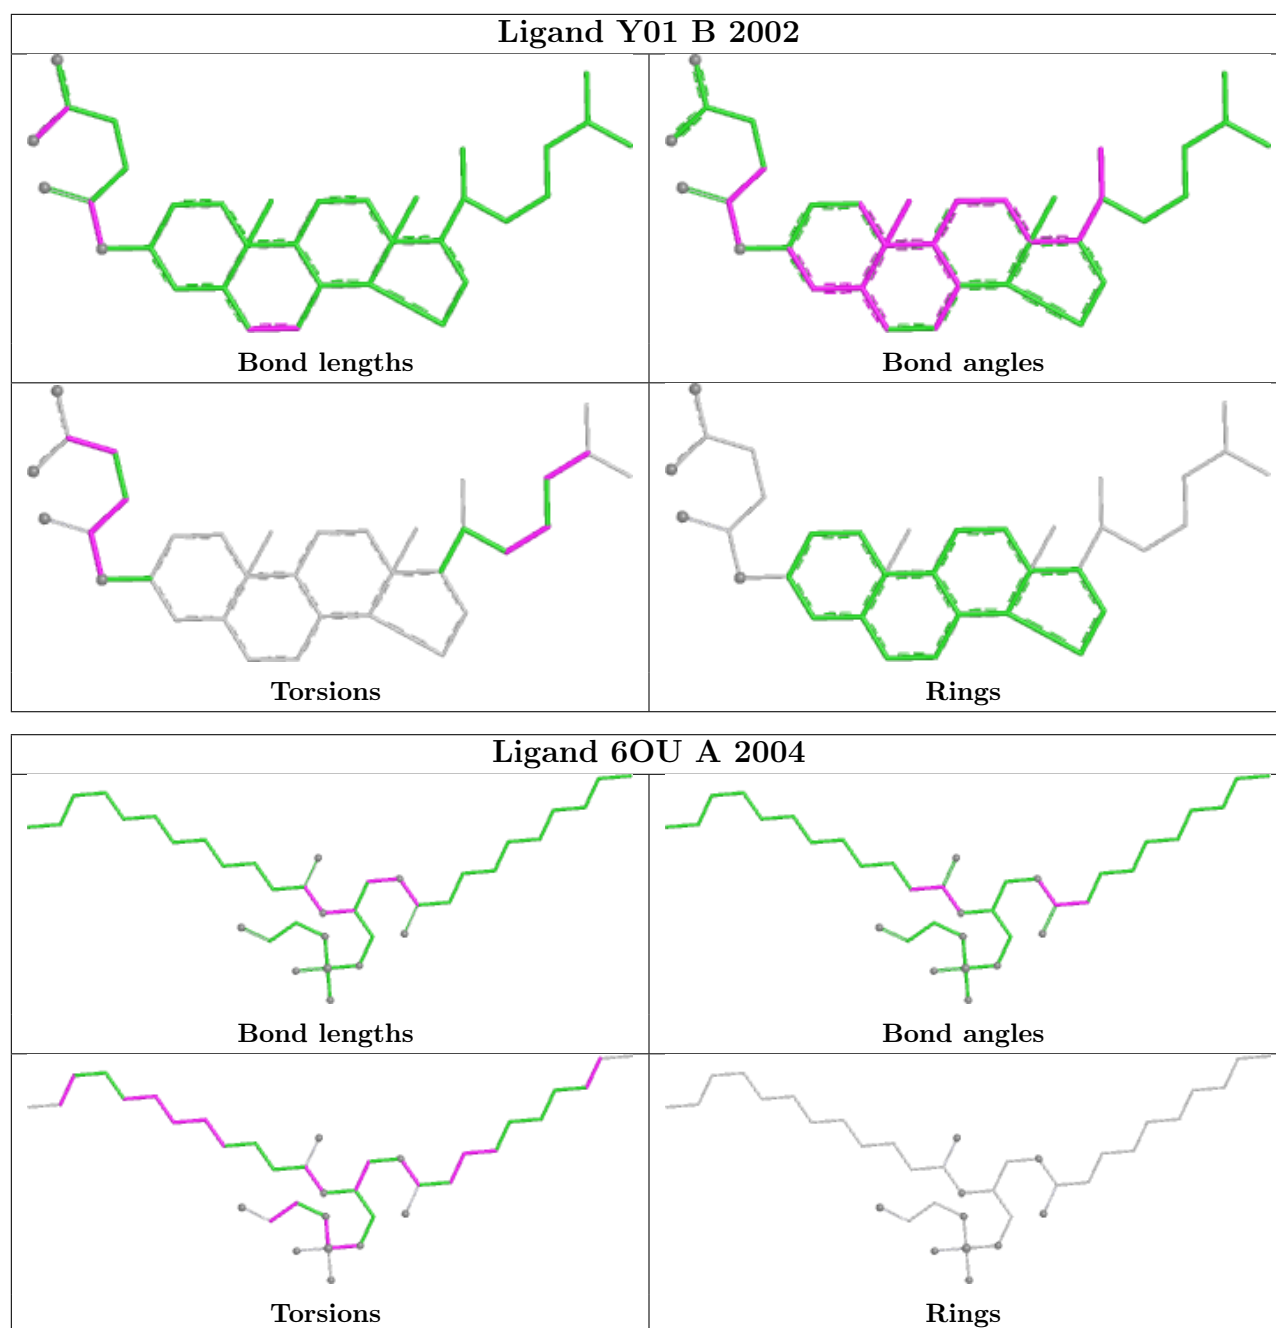 Ligand Y01 B 2002
Bond lengths
Bond angles
Torsions
Rings
Ligand 6OU A 2004
Bond lengths
Bond angles
Torsions
Rings